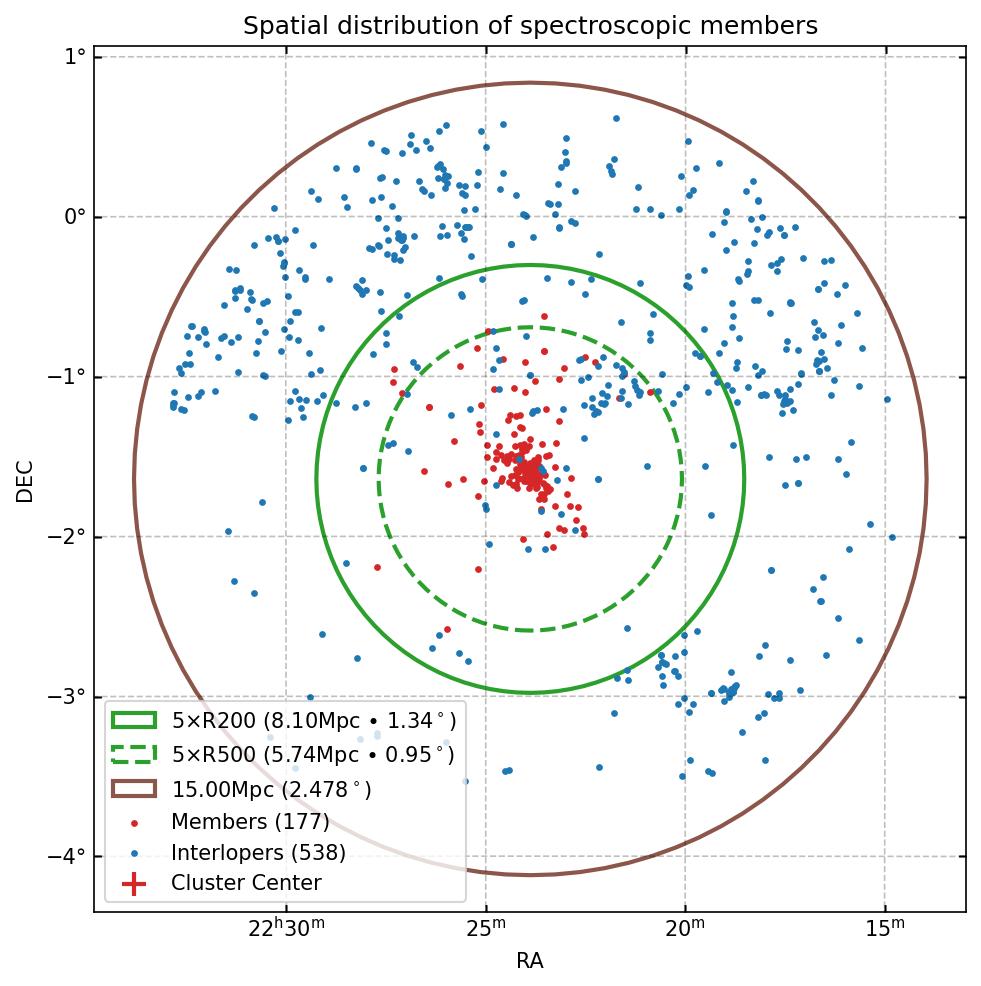 Spatial distribution of spectroscopic members
1°
0°
−1°
−2°
−3°
−4°
DEC
5×R200 (8.10Mpc • 1.34°)
5×R500 (5.74Mpc • 0.95°)
15.00Mpc (2.478°)
Members (177)
Interlopers (538)
Cluster Center
22h30m 25m 20m 15m
RA